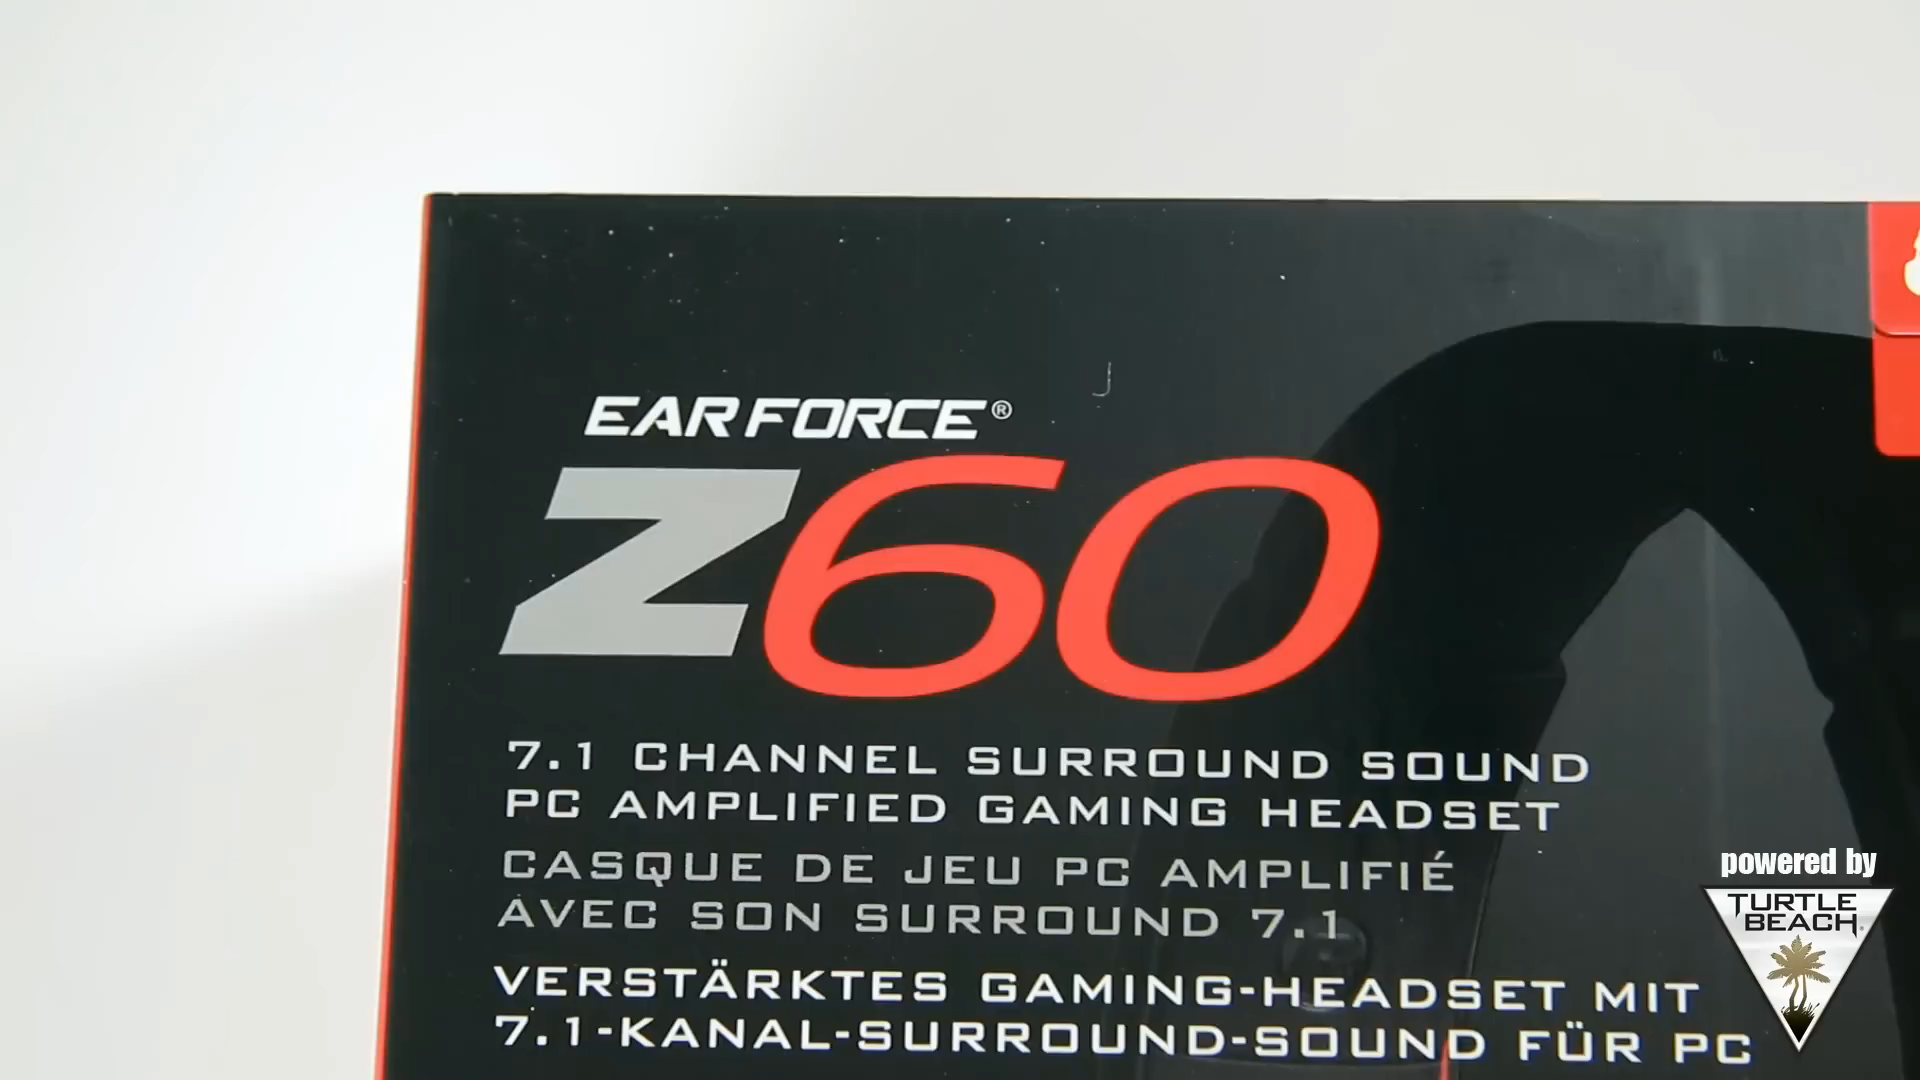 EAR FORCE®
Z60
7.1 CHANNEL SURROUND SOUND
PC AMPLIFIED GAMING HEADSET
CASQUE DE JEU PC AMPLIFIÉ
AVEC SON SURROUND 7.1
VERSTÄRKTES GAMING-HEADSET MIT
7.1-KANAL-SURROUND-SOUND FÜR PC
powered by
TURTLE
BEACH®